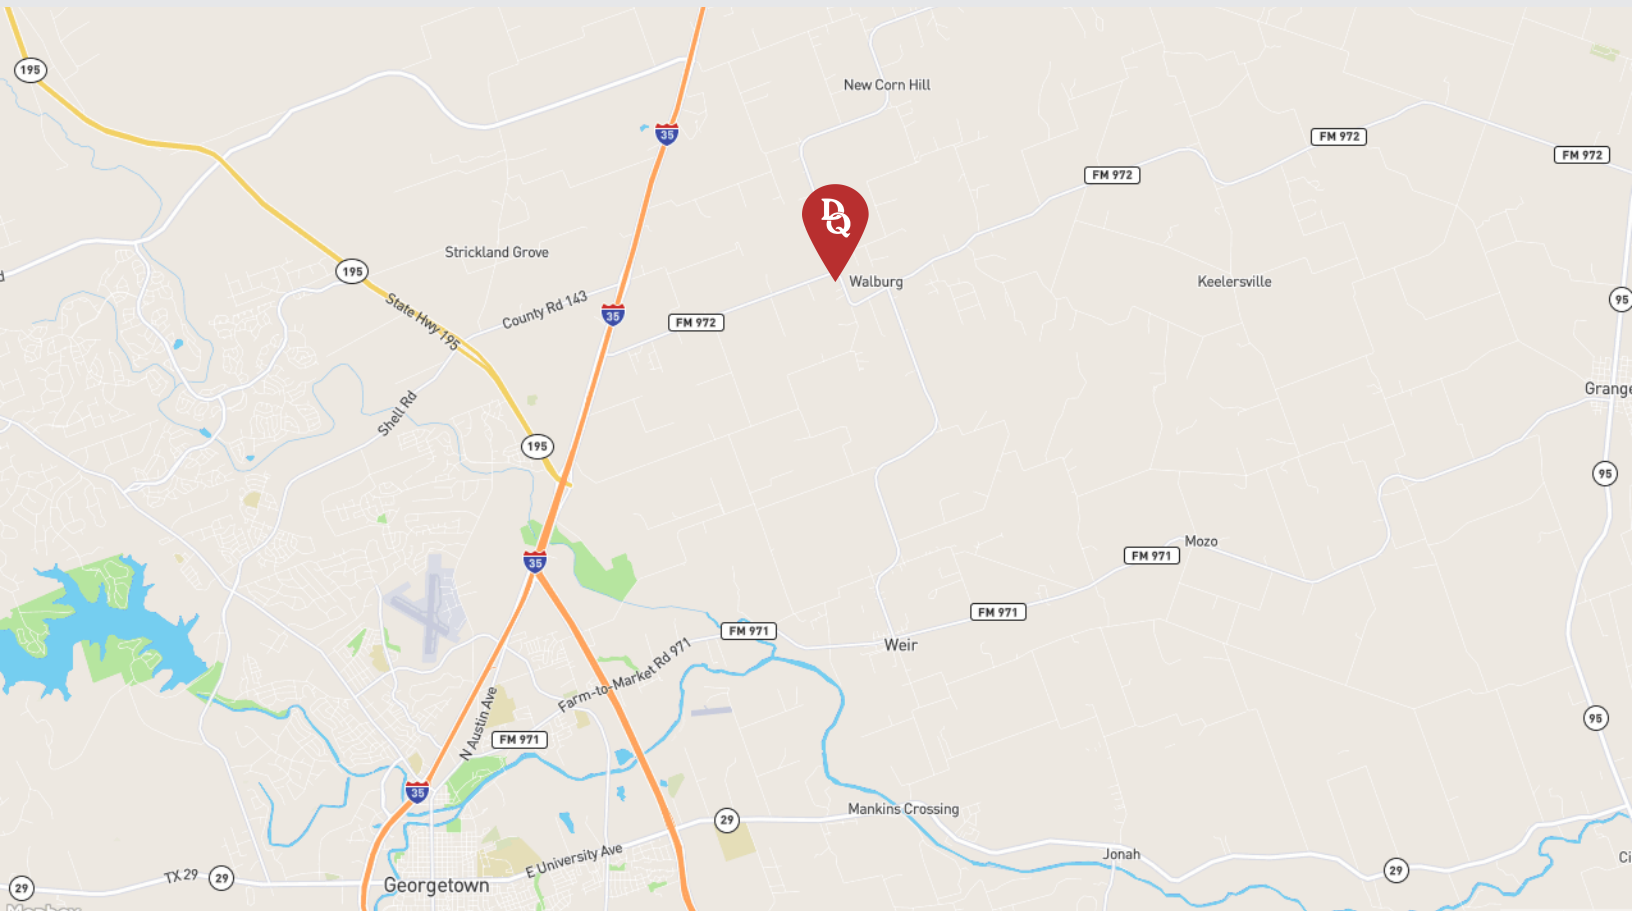 195
New Corn Hill
35
FM 972
FM 972
FM 972
DQ
Strickland Grove
195
Walburg
Keelersville
State Hwy 195
County Rd 143
35
FM 972
95
Grange
Shell Rd
195
95
35
Mozo
FM 971
FM 971
FM 971
Weir
Farm-to-Market Rd 971
N Austin Ave
FM 971
95
35
Mankins Crossing
29
E University Ave
Jonah
Ci
29
TX 29
29
29
Georgetown